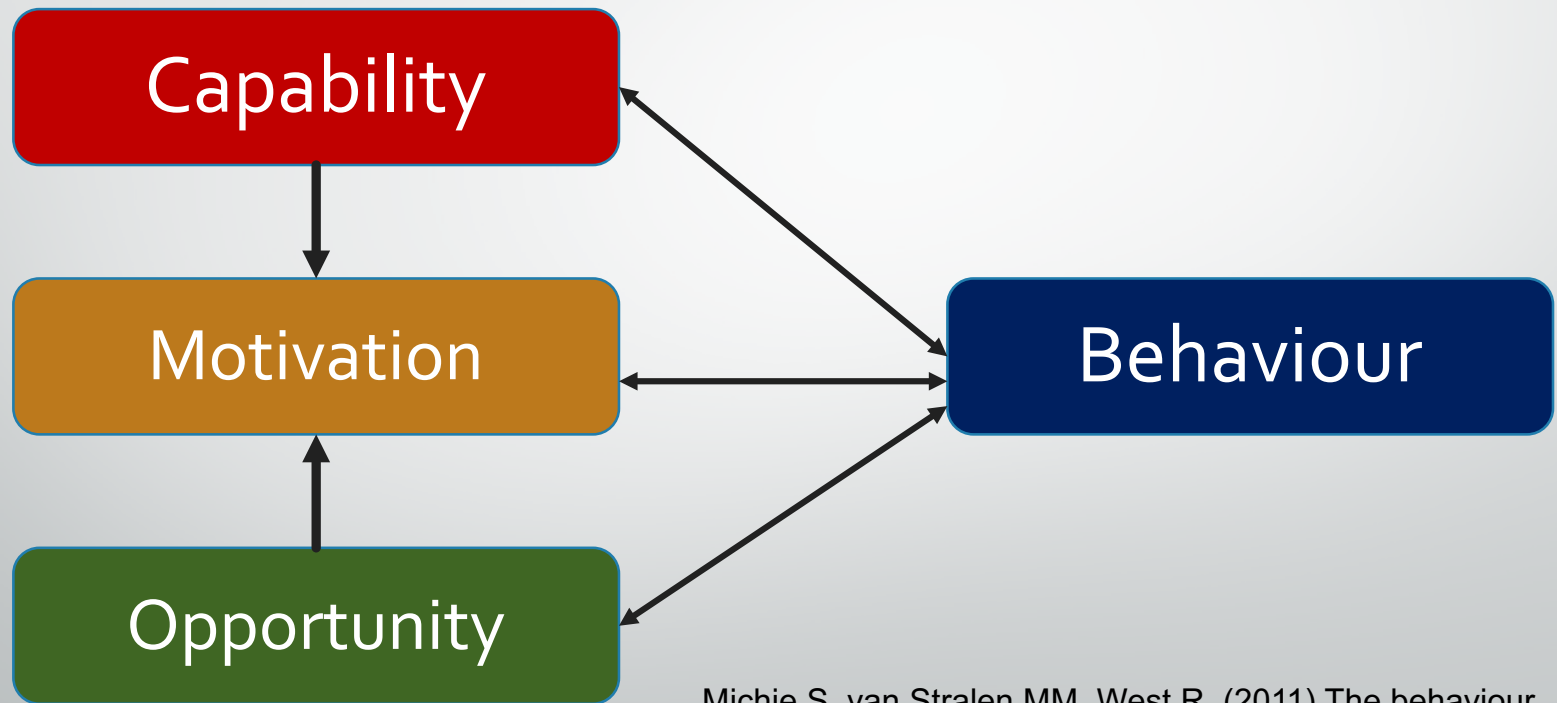 Capability
Motivation
Behaviour
Opportunity
Michie S, van Stralen MM, West R. (2011) The behaviour